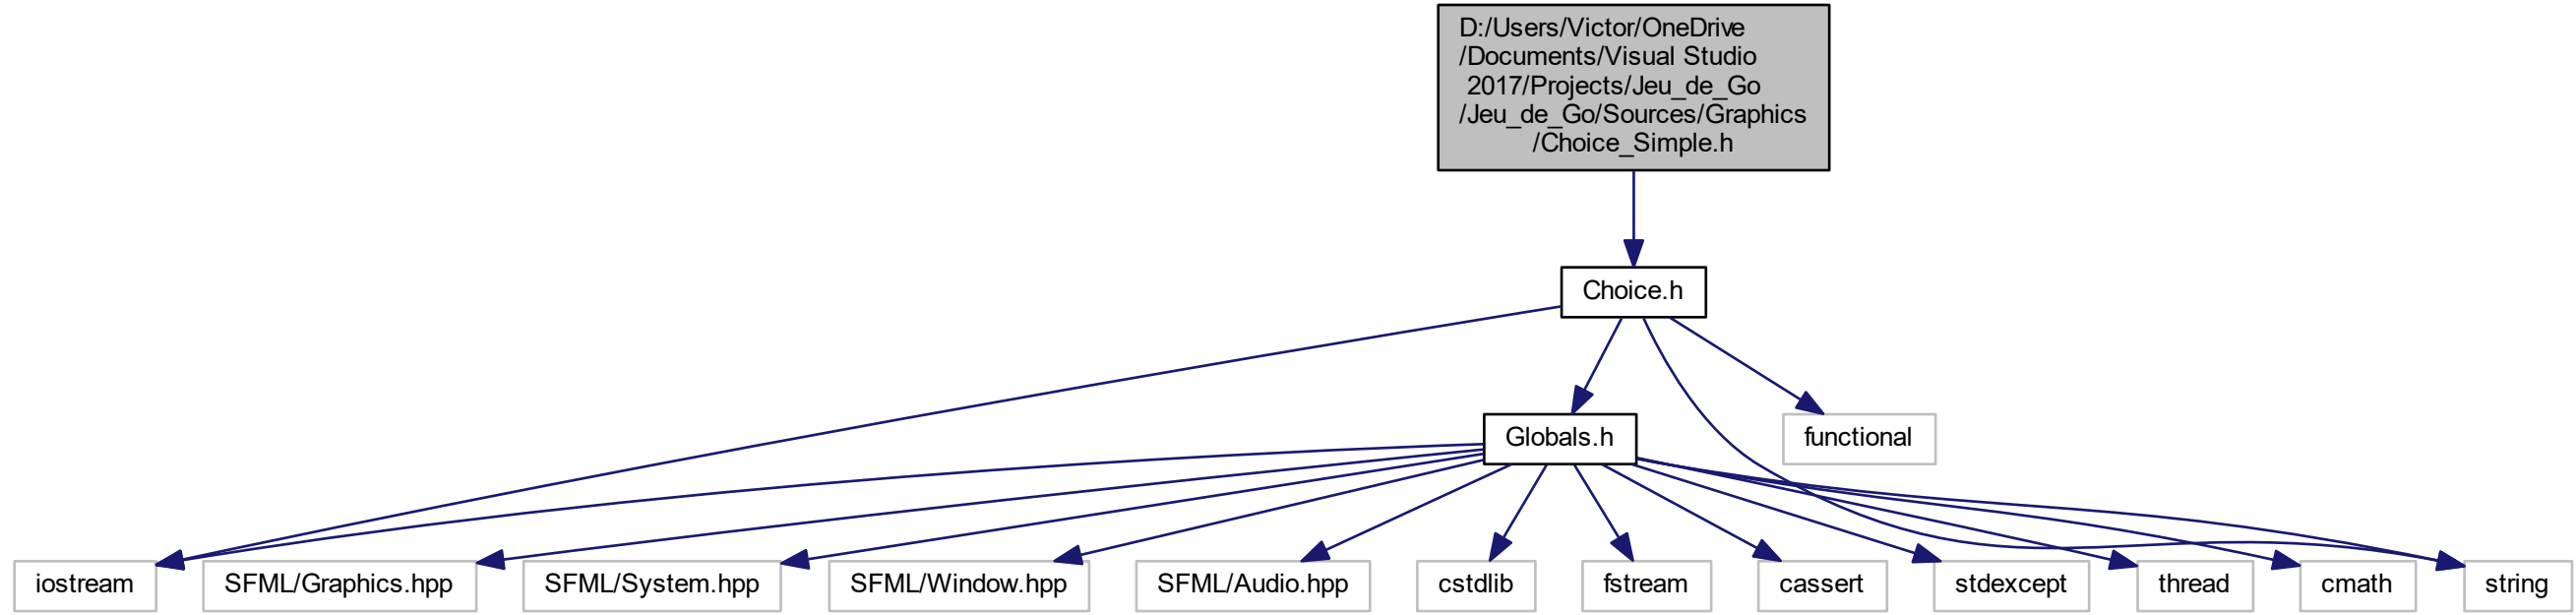 D:/Users/Victor/OneDrive
/Documents/Visual Studio
2017/Projects/Jeu_de_Go
/Jeu_de_Go/Sources/Graphics
/Choice_Simple.h
Choice.h
Globals.h
functional
iostream
SFML/Graphics.hpp
SFML/System.hpp
SFML/Window.hpp
SFML/Audio.hpp
cstdlib
fstream
cassert
stdexcept
thread
cmath
string